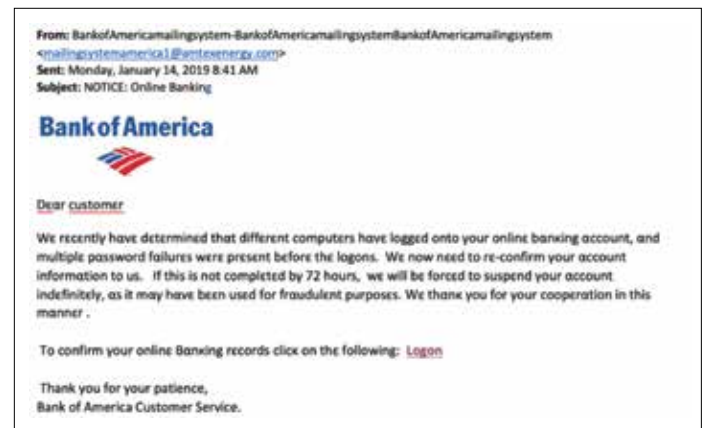 From: BankofAmericamailingsystem-BankofAmericamailingsystemBankofAmericamailingsystem
<mailingsystemamerica1@amtexenergy.com>
Sent: Monday, January 14, 2019 8:41 AM
Subject: NOTICE: Online Banking
Bank of America
Dear customer
We recently have determined that different computers have logged onto your online banking account, and
multiple password failures were present before the logons. We now need to re-confirm your account
information to us. If this is not completed by 72 hours, we will be forced to suspend your account
indefinitely, as it may have been used for fraudulent purposes. We thank you for your cooperation in this
manner .
To confirm your online Banking records click on the following: Logon
Thank you for your patience,
Bank of America Customer Service.